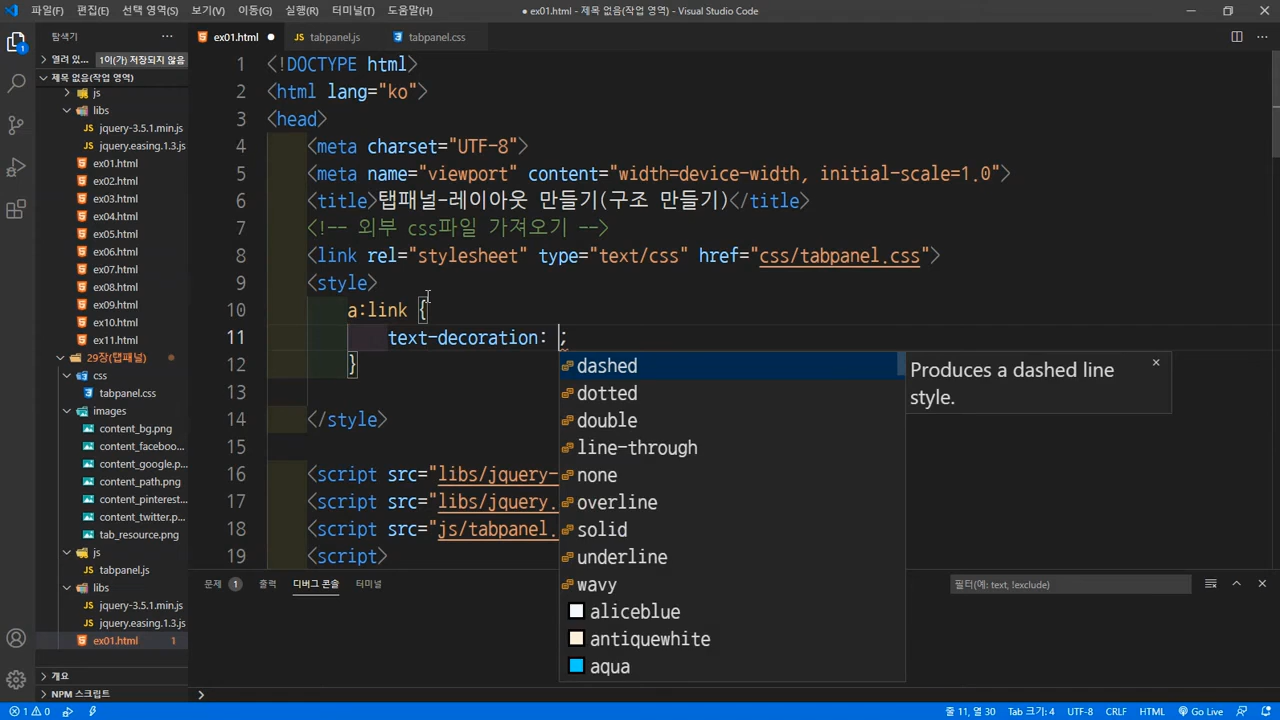 파일(F) 편집(E) 선택 영역(S) 보기(V) 이동(G) 실행(R) 터미널(T) 도움말(H)
● ex01.html - 제목 없음(작업 영역) - Visual Studio Code
탐색기 ···
ex01.html ●
tabpanel.js
tabpanel.css
열려 있... 1이(가) 저장되지 않음
제목 없음(작업 영역)
js
libs
jquery-3.5.1.min.js
jquery.easing.1.3.js
ex01.html
ex02.html
ex03.html
ex04.html
ex05.html
ex06.html
ex07.html
ex08.html
ex09.html
ex10.html
ex11.html
29장(탭패널)
css
tabpanel.css
images
content_bg.png
content_faceboo...
content_google.p...
content_path.png
content_pinterest...
content_twitter.p...
tab_resource.png
js
tabpanel.js
libs
jquery-3.5.1.min.js
jquery.easing.1.3.js
ex01.html 1
개요
NPM 스크립트
1 <!DOCTYPE html>
2 <html lang="ko">
3 <head>
4 <meta charset="UTF-8">
5 <meta name="viewport" content="width=device-width, initial-scale=1.0">
6 <title>탭패널-레이아웃 만들기(구조 만들기)</title>
7 <!-- 외부 css파일 가져오기 -->
8 <link rel="stylesheet" type="text/css" href="css/tabpanel.css">
9 <style>
10 a:link {
11 text-decoration: ;
12 }
13
14 </style>
15
16 <script src="libs/jquery-
17 <script src="libs/jquery.
18 <script src="js/tabpanel.
19 <script>
dashed
dotted
double
line-through
none
overline
solid
underline
wavy
aliceblue
antiquewhite
aqua
Produces a dashed line
style.
문제 1 출력 디버그 콘솔 터미널
필터(예: text, !exclude)
1 0
줄 11, 열 30 Tab 크기: 4 UTF-8 CRLF HTML Go Live